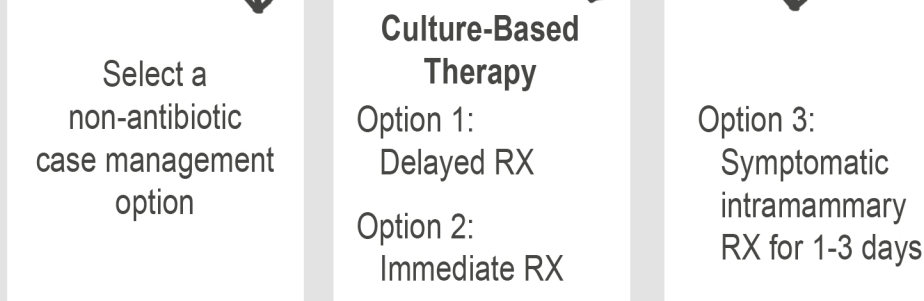 Select a
non-antibiotic
case management
option
Culture-Based
Therapy
Option 1:
Delayed RX
Option 2:
Immediate RX
Option 3:
Symptomatic
intramammary
RX for 1-3 days